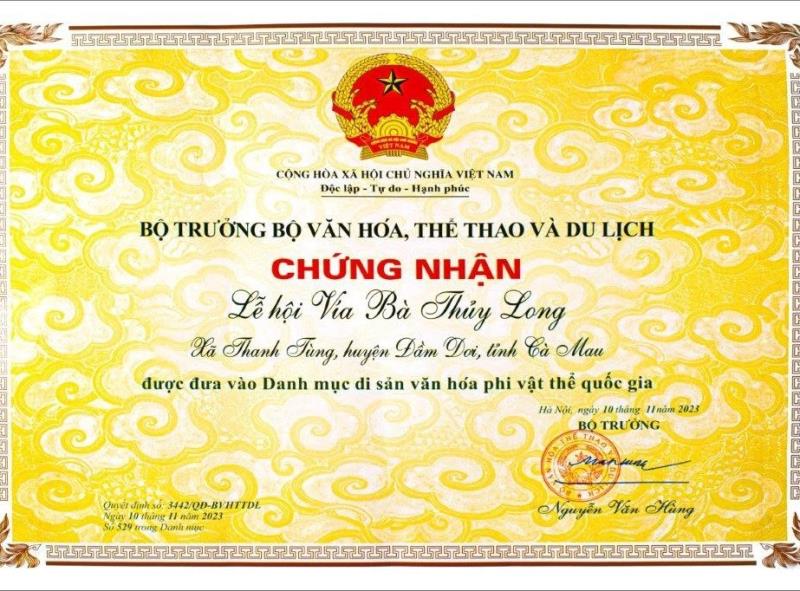 VIỆT NAM
CỘNG HÒA XÃ HỘI CHỦ NGHĨA VIỆT NAM
Độc lập - Tự do - Hạnh phúc
BỘ TRƯỞNG BỘ VĂN HÓA, THỂ THAO VÀ DU LỊCH
CHỨNG NHẬN
Lễ hội Vía Bà Thủy Long
Xã Thanh Tùng, huyện Đầm Dơi, tỉnh Cà Mau
được đưa vào Danh mục di sản văn hóa phi vật thể quốc gia
Hà Nội, ngày 10 tháng 11 năm 2023
BỘ TRƯỞNG
Nguyễn Văn Hùng
Quyết định số: 3442/QĐ-BVHTTDL
Ngày 10 tháng 11 năm 2023
Số 529 trong Danh mục